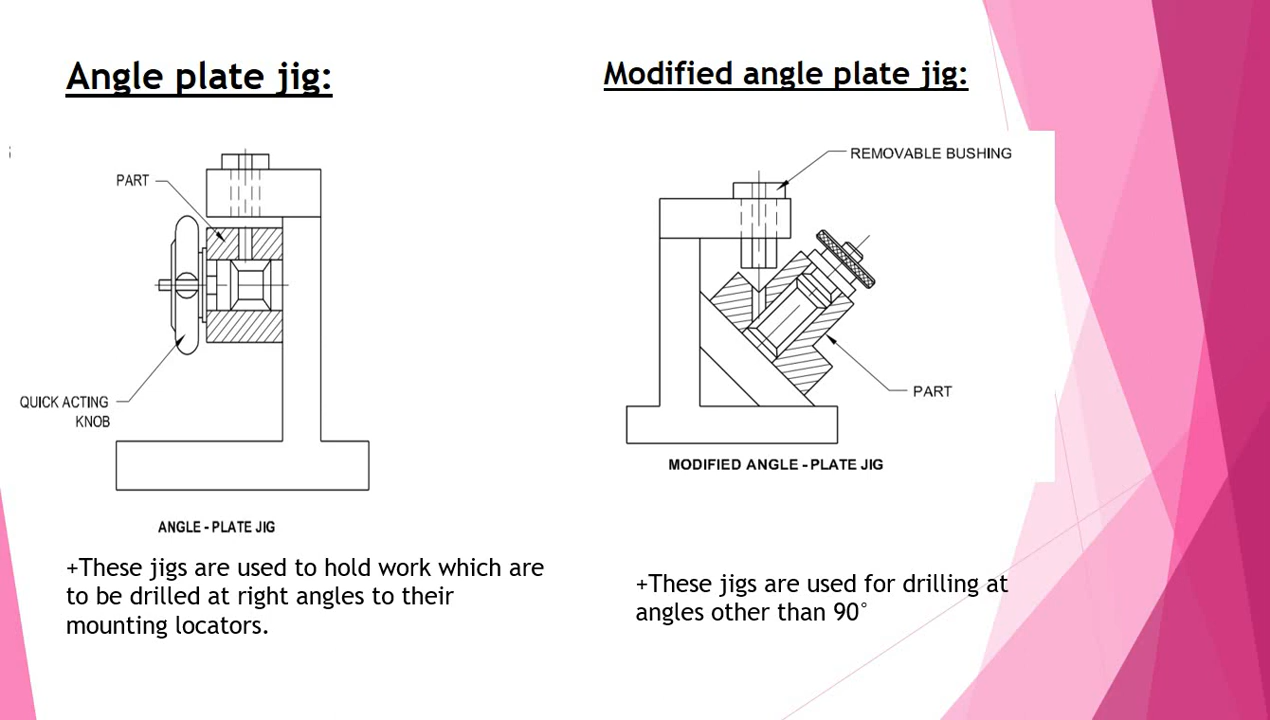 Angle plate jig:
PART
QUICK ACTING
KNOB
ANGLE - PLATE JIG
+These jigs are used to hold work which are
to be drilled at right angles to their
mounting locators.
Modified angle plate jig:
REMOVABLE BUSHING
PART
MODIFIED ANGLE - PLATE JIG
+These jigs are used for drilling at
angles other than 90°